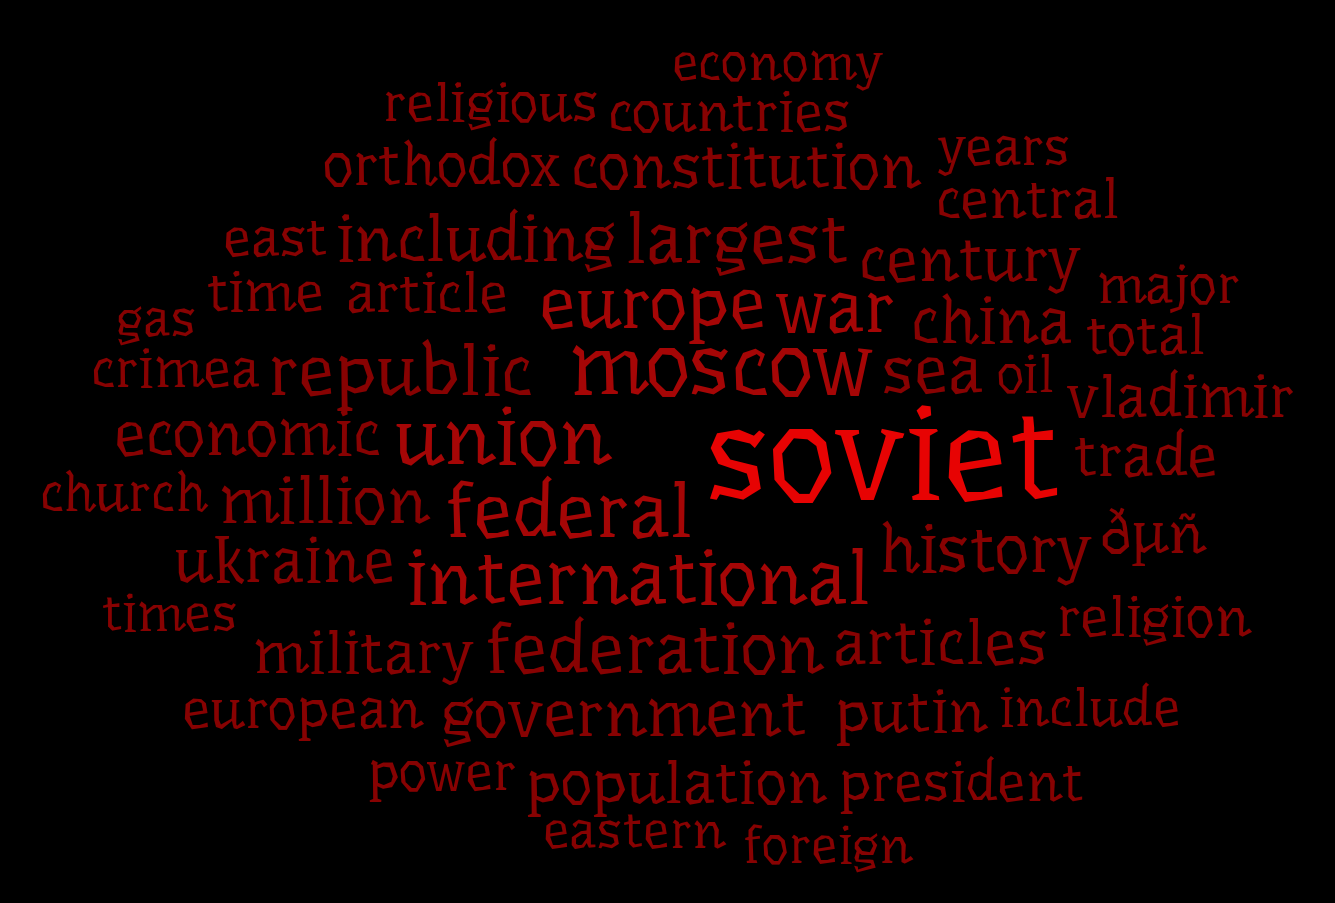 economy
religious countries
orthodox constitution years
central
east including largest century
time article europe war china major
gas total
crimea republic moscow sea oil vladimir
economic union soviet trade
church million federal
ukraine international history ðµñ
times military federation articles religion
european government putin include
power population president
eastern foreign